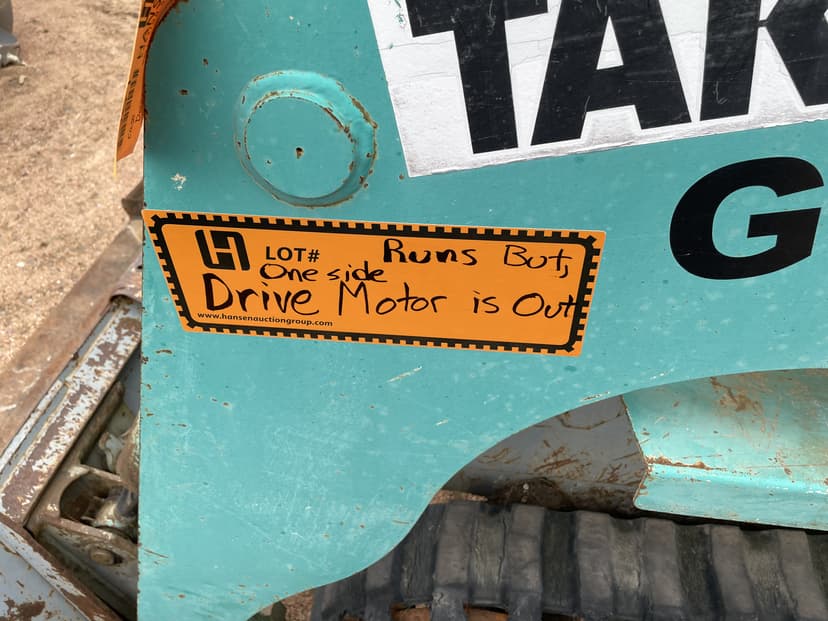 TAK
G
LOT# Runs But,
One side
Drive Motor is Out
www.hansenauctiongroup.com